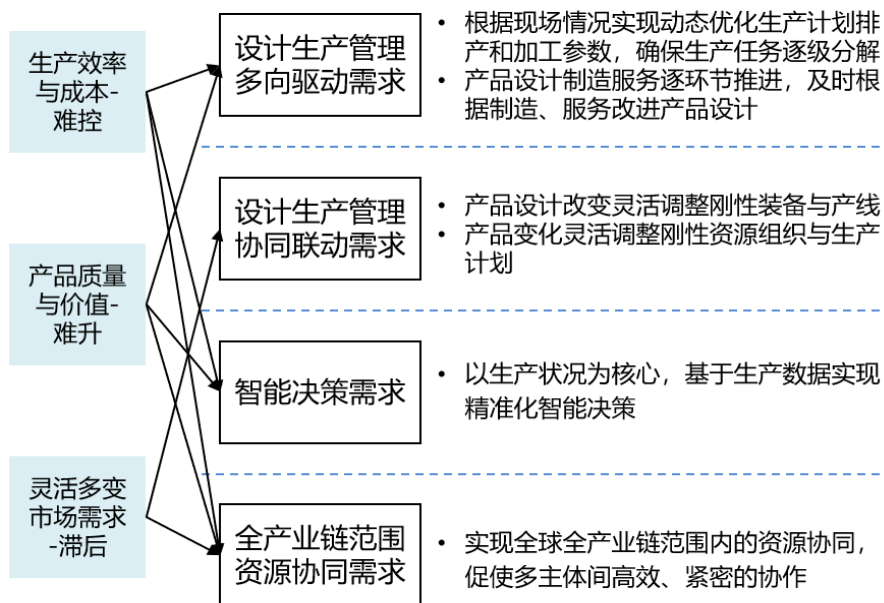 生产效率
与成本-
难控
产品质量
与价值-
难升
灵活多变
市场需求
-滞后
设计生产管理
多向驱动需求
• 根据现场情况实现动态优化生产计划排
产和加工参数，确保生产任务逐级分解
• 产品设计制造服务逐环节推进，及时根
据制造、服务改进产品设计
设计生产管理
协同联动需求
• 产品设计改变灵活调整刚性装备与产线
• 产品变化灵活调整刚性资源组织与生产
计划
智能决策需求
• 以生产状况为核心，基于生产数据实现
精准化智能决策
全产业链范围
资源协同需求
• 实现全球全产业链范围内的资源协同，
促使多主体间高效、紧密的协作